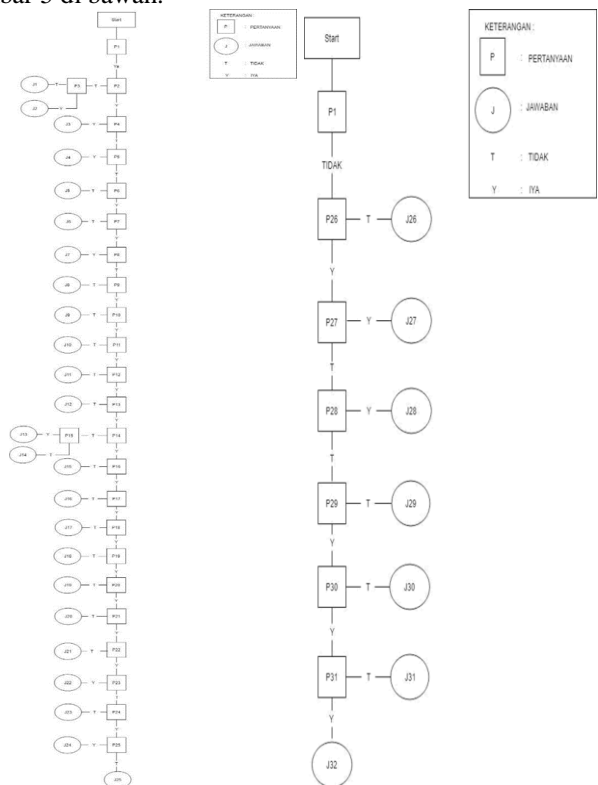 bar 3 di bawah.
Start
P1
Ya
J1 T P3 T P2
J2 Y
J3 Y P4
J4 Y P5
J5 T P6
J6 T P7
J7 Y P8
J8 T P9
J9 T P10
J10 T P11
J11 T P12
J12 T P13
J13 Y P15 T P14
J14 T
J15 T P16
J16 Y P17
J17 Y P18
J18 T P19
J19 Y P20
J20 T P21
J21 T P22
J22 Y P23
J23 T P24
J24 Y P25
T
J25
KETERANGAN :
P : PERTANYAAN
J : JAWABAN
T : TIDAK
Y : IYA
Start
P1
TIDAK
P26 T J26
Y
P27 Y J27
T
P28 Y J28
T
P29 T J29
Y
P30 T J30
Y
P31 T J31
Y
J32
KETERANGAN :
P : PERTANYAAN
J : JAWABAN
T : TIDAK
Y : IYA